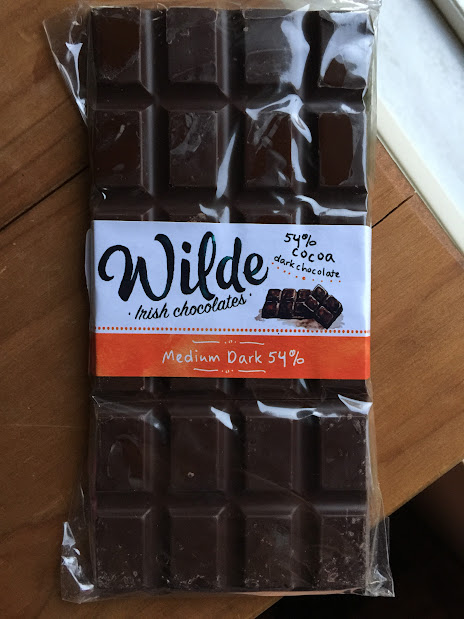 Wilde
· Irish chocolates ·
54%
cocoa
dark chocolate
Medium Dark 54%